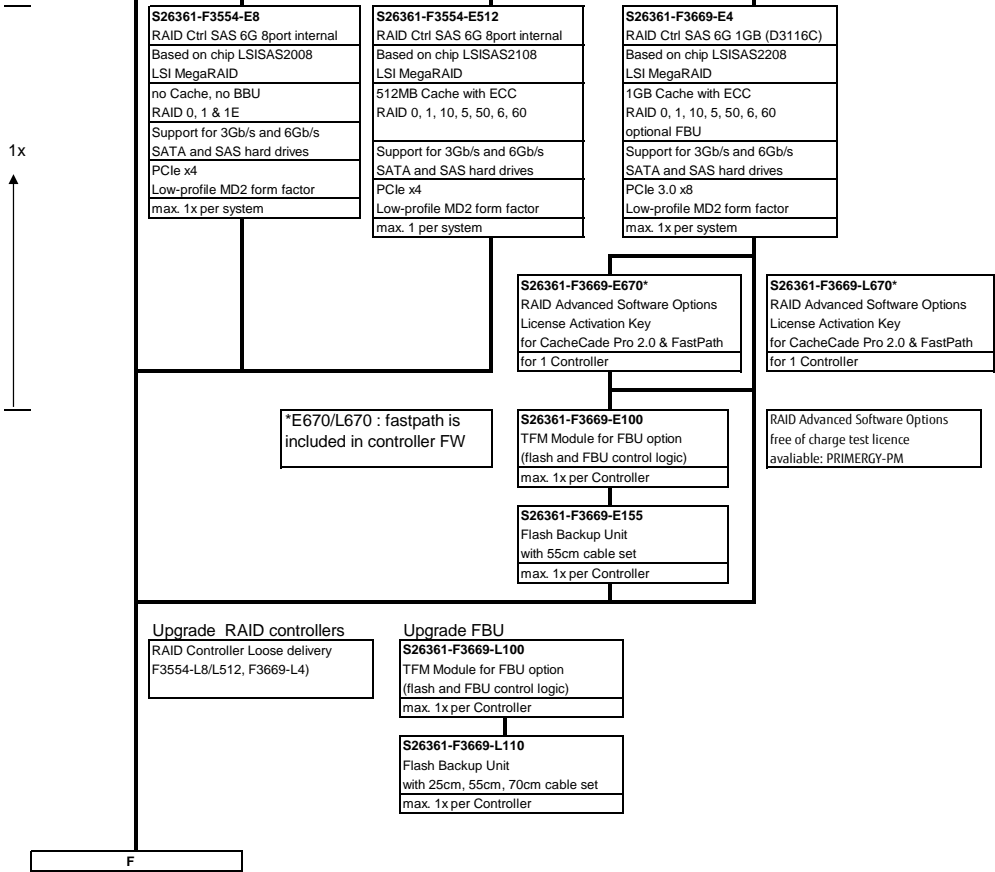 S26361-F3554-E8
RAID Ctrl SAS 6G 8port internal
Based on chip LSISAS2008
LSI MegaRAID
no Cache, no BBU
RAID 0, 1 & 1E
Support for 3Gb/s and 6Gb/s
SATA and SAS hard drives
PCIe x4
Low-profile MD2 form factor
max. 1x per system
S26361-F3554-E512
RAID Ctrl SAS 6G 8port internal
Based on chip LSISAS2108
LSI MegaRAID
512MB Cache with ECC
RAID 0, 1, 10, 5, 50, 6, 60
Support for 3Gb/s and 6Gb/s
SATA and SAS hard drives
PCIe x4
Low-profile MD2 form factor
max. 1 per system
S26361-F3669-E4
RAID Ctrl SAS 6G 1GB (D3116C)
Based on chip LSISAS2208
LSI MegaRAID
1GB Cache with ECC
RAID 0, 1, 10, 5, 50, 6, 60
optional FBU
Support for 3Gb/s and 6Gb/s
SATA and SAS hard drives
PCIe 3.0 x8
Low-profile MD2 form factor
max. 1x per system
1x
S26361-F3669-E670*
RAID Advanced Software Options
License Activation Key
for CacheCade Pro 2.0 & FastPath
for 1 Controller
S26361-F3669-L670*
RAID Advanced Software Options
License Activation Key
for CacheCade Pro 2.0 & FastPath
for 1 Controller
*E670/L670 : fastpath is
included in controller FW
S26361-F3669-E100
TFM Module for FBU option
(flash and FBU control logic)
max. 1x per Controller
RAID Advanced Software Options
free of charge test licence
avaliable: PRIMERGY-PM
S26361-F3669-E155
Flash Backup Unit
with 55cm cable set
max. 1x per Controller
Upgrade RAID controllers
RAID Controller Loose delivery
F3554-L8/L512, F3669-L4)
Upgrade FBU
S26361-F3669-L100
TFM Module for FBU option
(flash and FBU control logic)
max. 1x per Controller
S26361-F3669-L110
Flash Backup Unit
with 25cm, 55cm, 70cm cable set
max. 1x per Controller
F